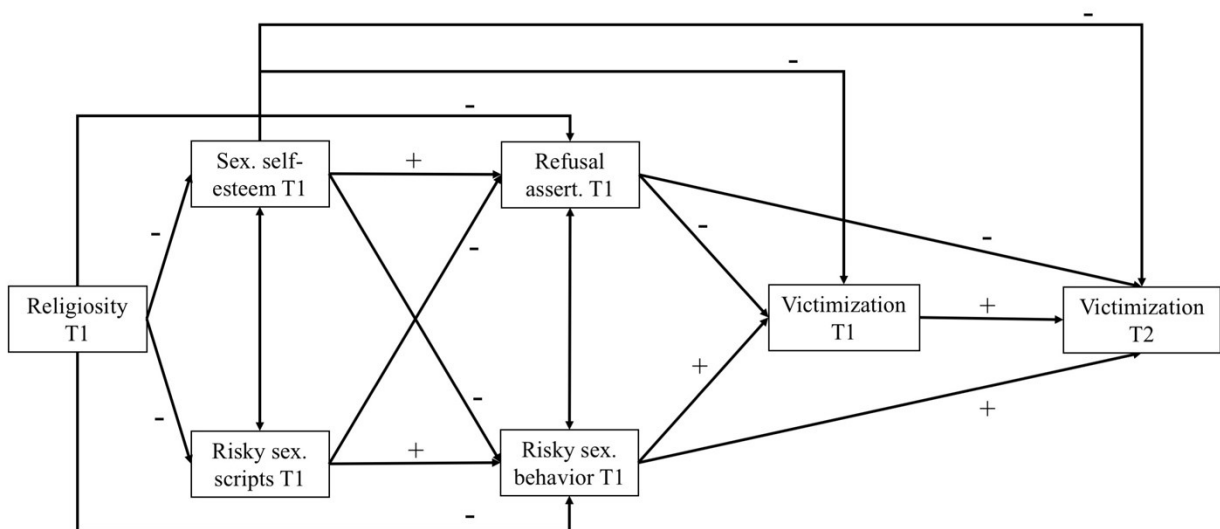 -
-
-
Sex. self-
esteem T1
+
Refusal
assert. T1
-
-
-
-
Religiosity
T1
Victimization
T1
+
Victimization
T2
-
-
+
+
Risky sex.
scripts T1
+
Risky sex.
behavior T1
-